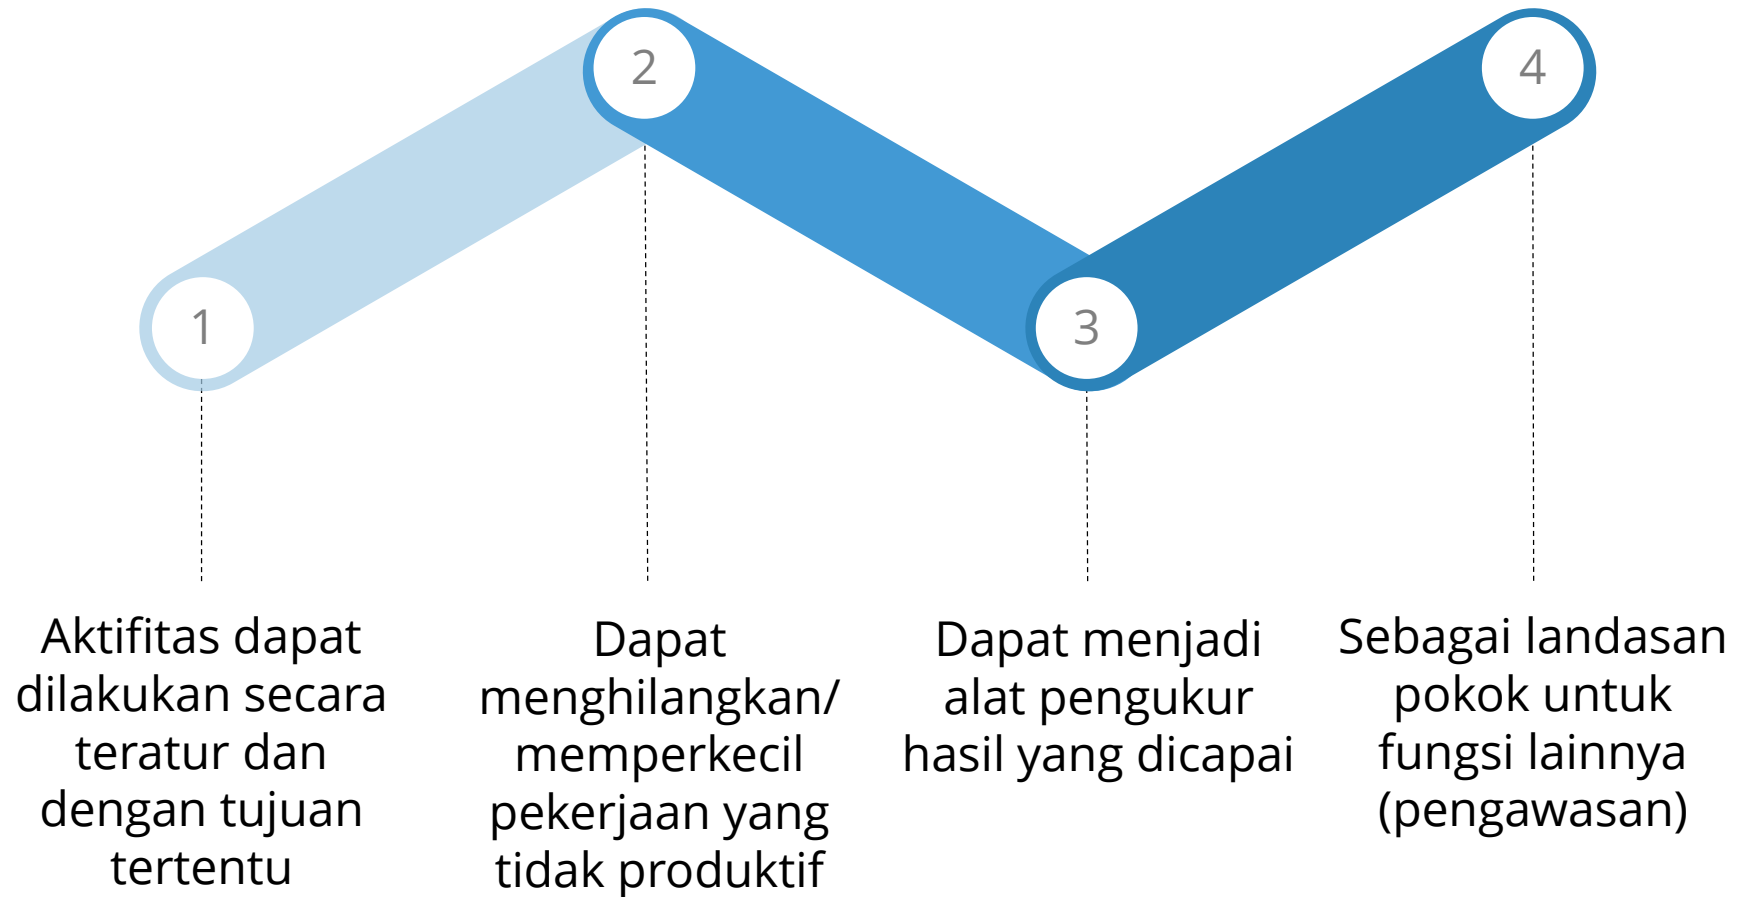 1
2
3
4
Aktifitas dapat
dilakukan secara
teratur dan
dengan tujuan
tertentu
Dapat
menghilangkan/
memperkecil
pekerjaan yang
tidak produktif
Dapat menjadi
alat pengukur
hasil yang dicapai
Sebagai landasan
pokok untuk
fungsi lainnya
(pengawasan)